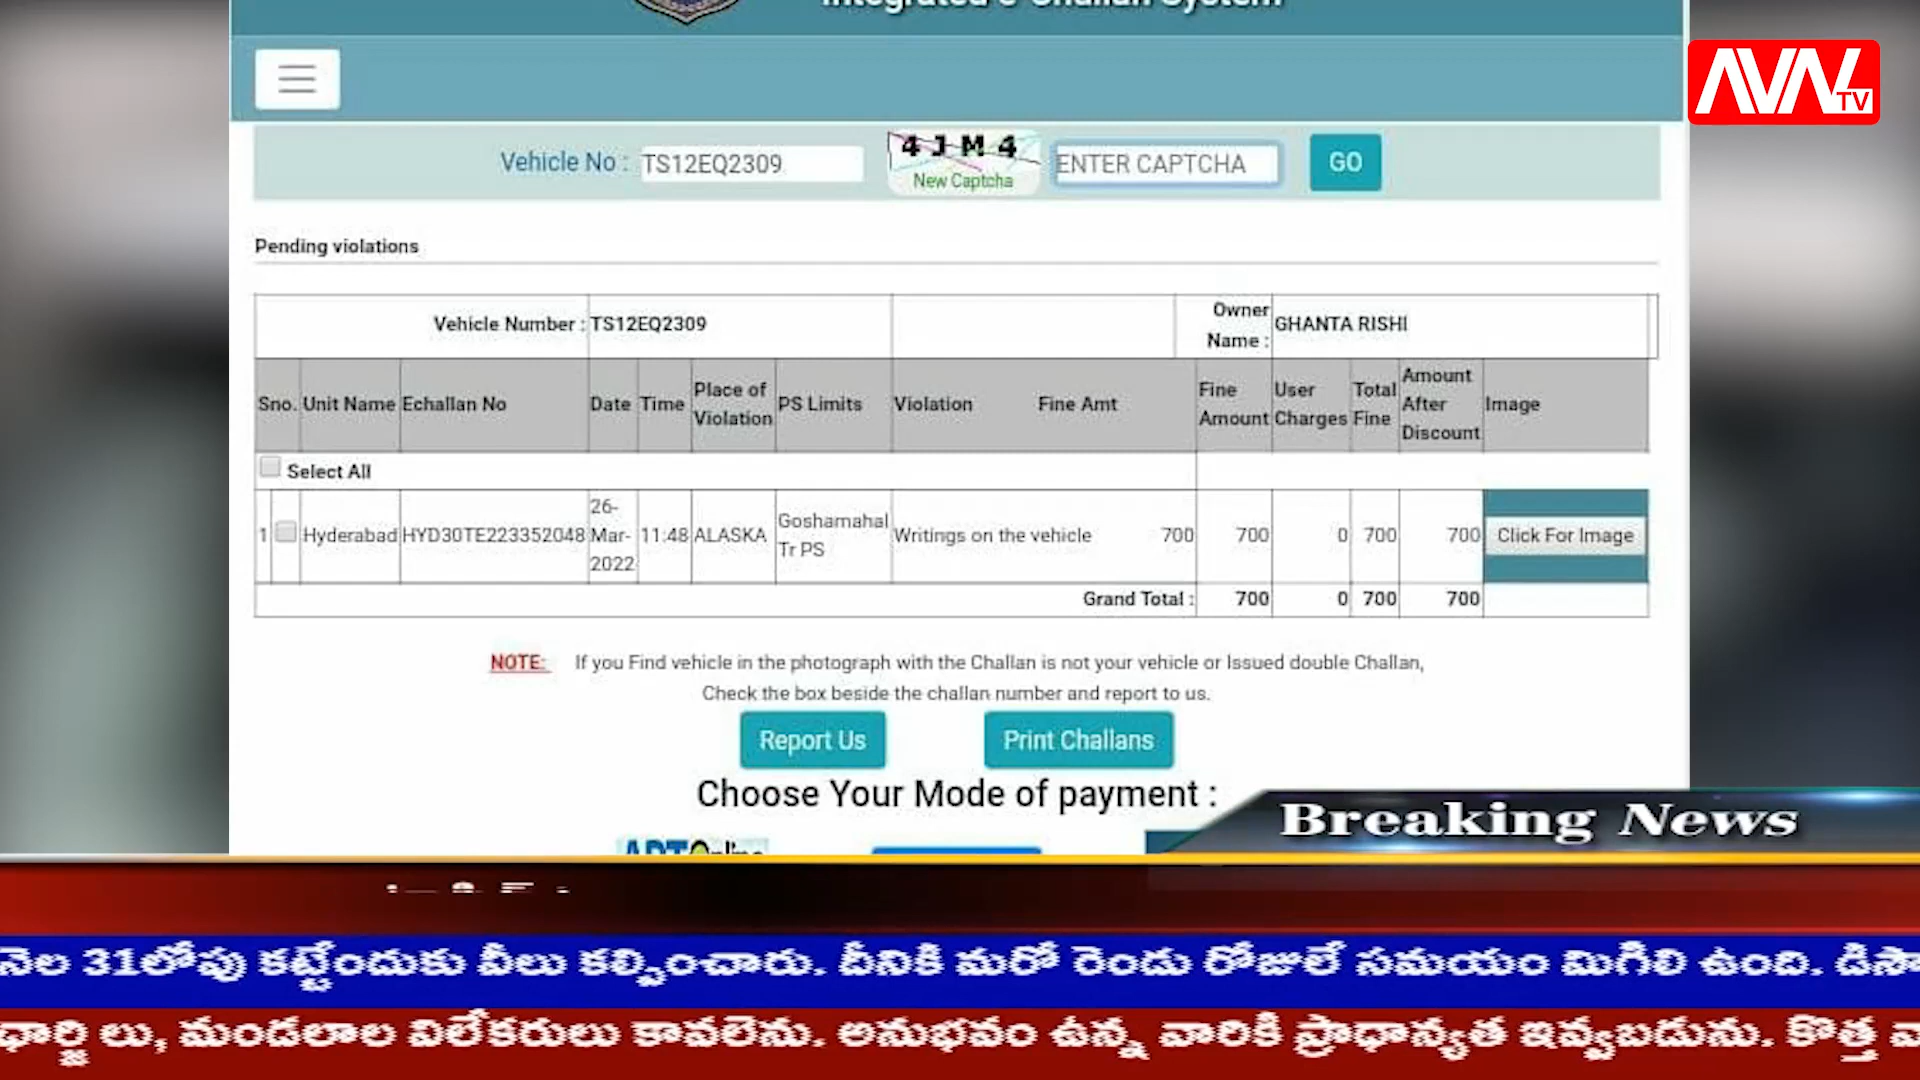 Integrated e-Challan System
AVN TV
Vehicle No : TS12EQ2309 4JM4 ENTER CAPTCHA GO
New Captcha
Pending violations
Vehicle Number : TS12EQ2309 Owner Name : GHANTA RISHI
Sno. Unit Name Echallan No Date Time Place of Violation PS Limits Violation Fine Amt Fine Amount User Charges Total Fine Amount After Discount Image
Select All
1 Hyderabad HYD30TE223352048 26-Mar-2022 11:48 ALASKA Goshamahal Tr PS Writings on the vehicle 700 700 0 700 700 Click For Image
Grand Total : 700 0 700 700
NOTE: If you Find vehicle in the photograph with the Challan is not your vehicle or Issued double Challan,
Check the box beside the challan number and report to us.
Report Us Print Challans
Choose Your Mode of payment :
Breaking News
నెల 31లోపు కట్టేందుకు వీలు కల్పించారు. దీనికి మరో రెండు రోజులే సమయం మిగిలి ఉంది.
లు, మండలాల విలేకరులు కావలెను. అనుభవం ఉన్న వారికి ప్రాధాన్యత ఇవ్వబడును. కొత్త